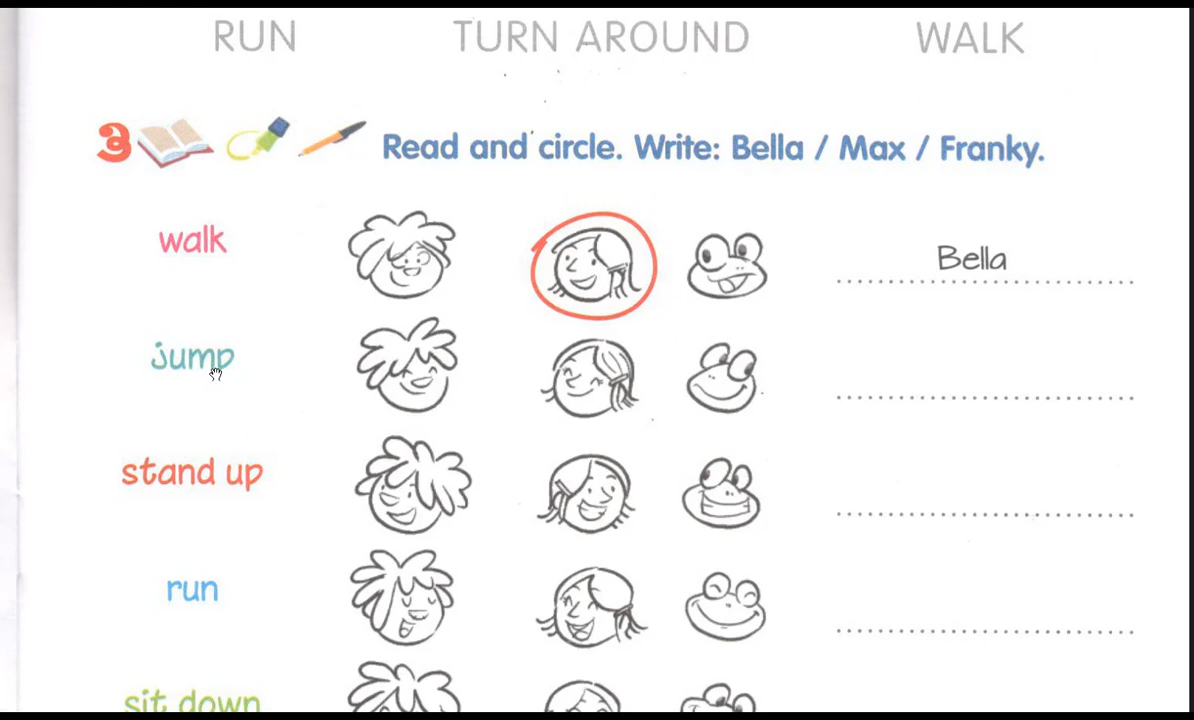 RUN TURN AROUND WALK
3 Read and circle. Write: Bella / Max / Franky.
walk Bella
jump
stand up
run
sit down